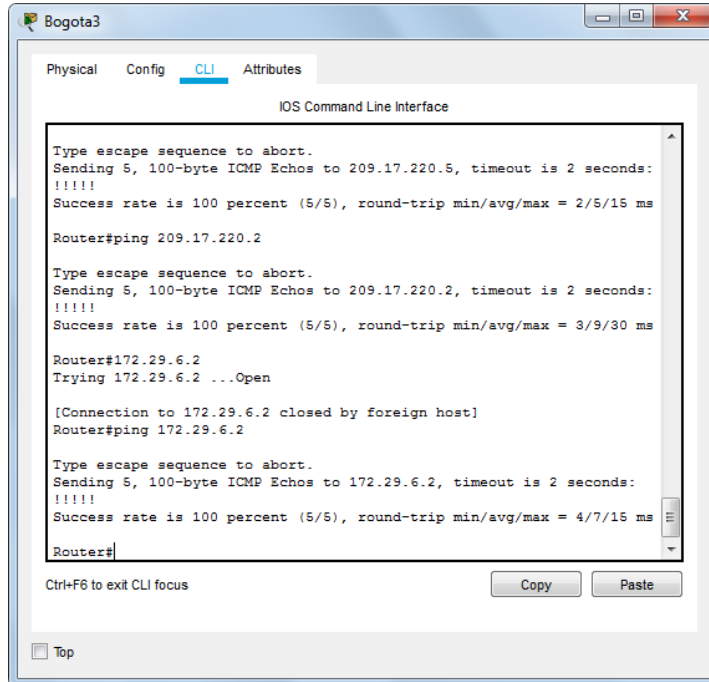 Bogota3
Physical Config CLI Attributes
IOS Command Line Interface
Type escape sequence to abort.
Sending 5, 100-byte ICMP Echos to 209.17.220.5, timeout is 2 seconds:
!!!!!
Success rate is 100 percent (5/5), round-trip min/avg/max = 2/5/15 ms
Router#ping 209.17.220.2
Type escape sequence to abort.
Sending 5, 100-byte ICMP Echos to 209.17.220.2, timeout is 2 seconds:
!!!!!
Success rate is 100 percent (5/5), round-trip min/avg/max = 3/9/30 ms
Router#172.29.6.2
Trying 172.29.6.2 ...Open
[Connection to 172.29.6.2 closed by foreign host]
Router#ping 172.29.6.2
Type escape sequence to abort.
Sending 5, 100-byte ICMP Echos to 172.29.6.2, timeout is 2 seconds:
!!!!!
Success rate is 100 percent (5/5), round-trip min/avg/max = 4/7/15 ms
Router#
Ctrl+F6 to exit CLI focus
Copy Paste
Top